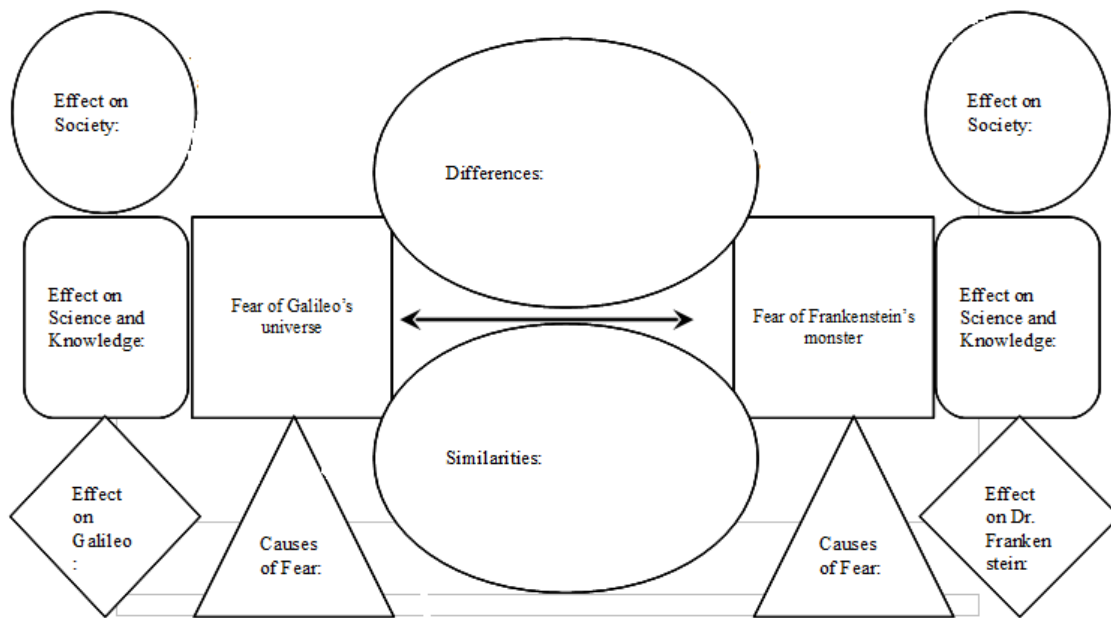 Effect on
Society:
Differences:
Effect on
Society:
Effect on
Science and
Knowledge:
Fear of Galileo's
universe
Fear of Frankenstein's
monster
Effect on
Science and
Knowledge:
Similarities:
Effect
on
Galileo
:
Causes
of Fear:
Causes
of Fear:
Effect
on Dr.
Franken
stein: